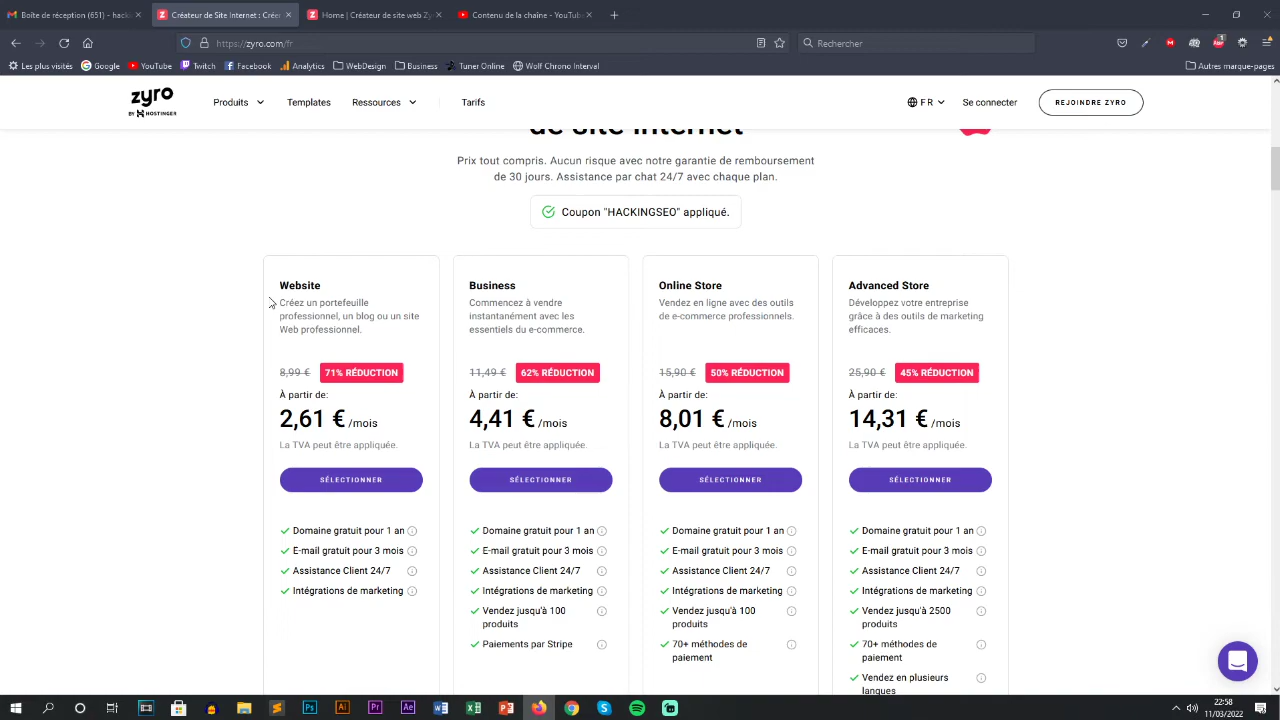 Boîte de réception (651) - hacki
Créateur de Site Internet : Créer
Home | Créateur de site web Zy
Contenu de la chaîne - YouTube
https://zyro.com/fr
Rechercher
Les plus visités
Google
YouTube
Twitch
Facebook
Analytics
WebDesign
Business
Tuner Online
Wolf Chrono Interval
Autres marque-pages
zyro
BY HOSTINGER
Produits
Templates
Ressources
Tarifs
FR
Se connecter
REJOINDRE ZYRO
de site internet
Prix tout compris. Aucun risque avec notre garantie de remboursement
de 30 jours. Assistance par chat 24/7 avec chaque plan.
Coupon "HACKINGSEO" appliqué.
Website
Créez un portefeuille
professionnel, un blog ou un site
Web professionnel.
8,99 € 71% RÉDUCTION
À partir de:
2,61 € /mois
La TVA peut être appliquée.
SÉLECTIONNER
Domaine gratuit pour 1 an
E-mail gratuit pour 3 mois
Assistance Client 24/7
Intégrations de marketing
Business
Commencez à vendre
instantanément avec les
essentiels du e-commerce.
11,49 € 62% RÉDUCTION
À partir de:
4,41 € /mois
La TVA peut être appliquée.
SÉLECTIONNER
Domaine gratuit pour 1 an
E-mail gratuit pour 3 mois
Assistance Client 24/7
Intégrations de marketing
Vendez jusqu'à 100
produits
Paiements par Stripe
Online Store
Vendez en ligne avec des outils
de e-commerce professionnels.
15,90 € 50% RÉDUCTION
À partir de:
8,01 € /mois
La TVA peut être appliquée.
SÉLECTIONNER
Domaine gratuit pour 1 an
E-mail gratuit pour 3 mois
Assistance Client 24/7
Intégrations de marketing
Vendez jusqu'à 100
produits
70+ méthodes de
paiement
Advanced Store
Développez votre entreprise
grâce à des outils de marketing
efficaces.
25,90 € 45% RÉDUCTION
À partir de:
14,31 € /mois
La TVA peut être appliquée.
SÉLECTIONNER
Domaine gratuit pour 1 an
E-mail gratuit pour 3 mois
Assistance Client 24/7
Intégrations de marketing
Vendez jusqu'à 2500
produits
70+ méthodes de
paiement
Vendez en plusieurs
langues
22:58
11/03/2022